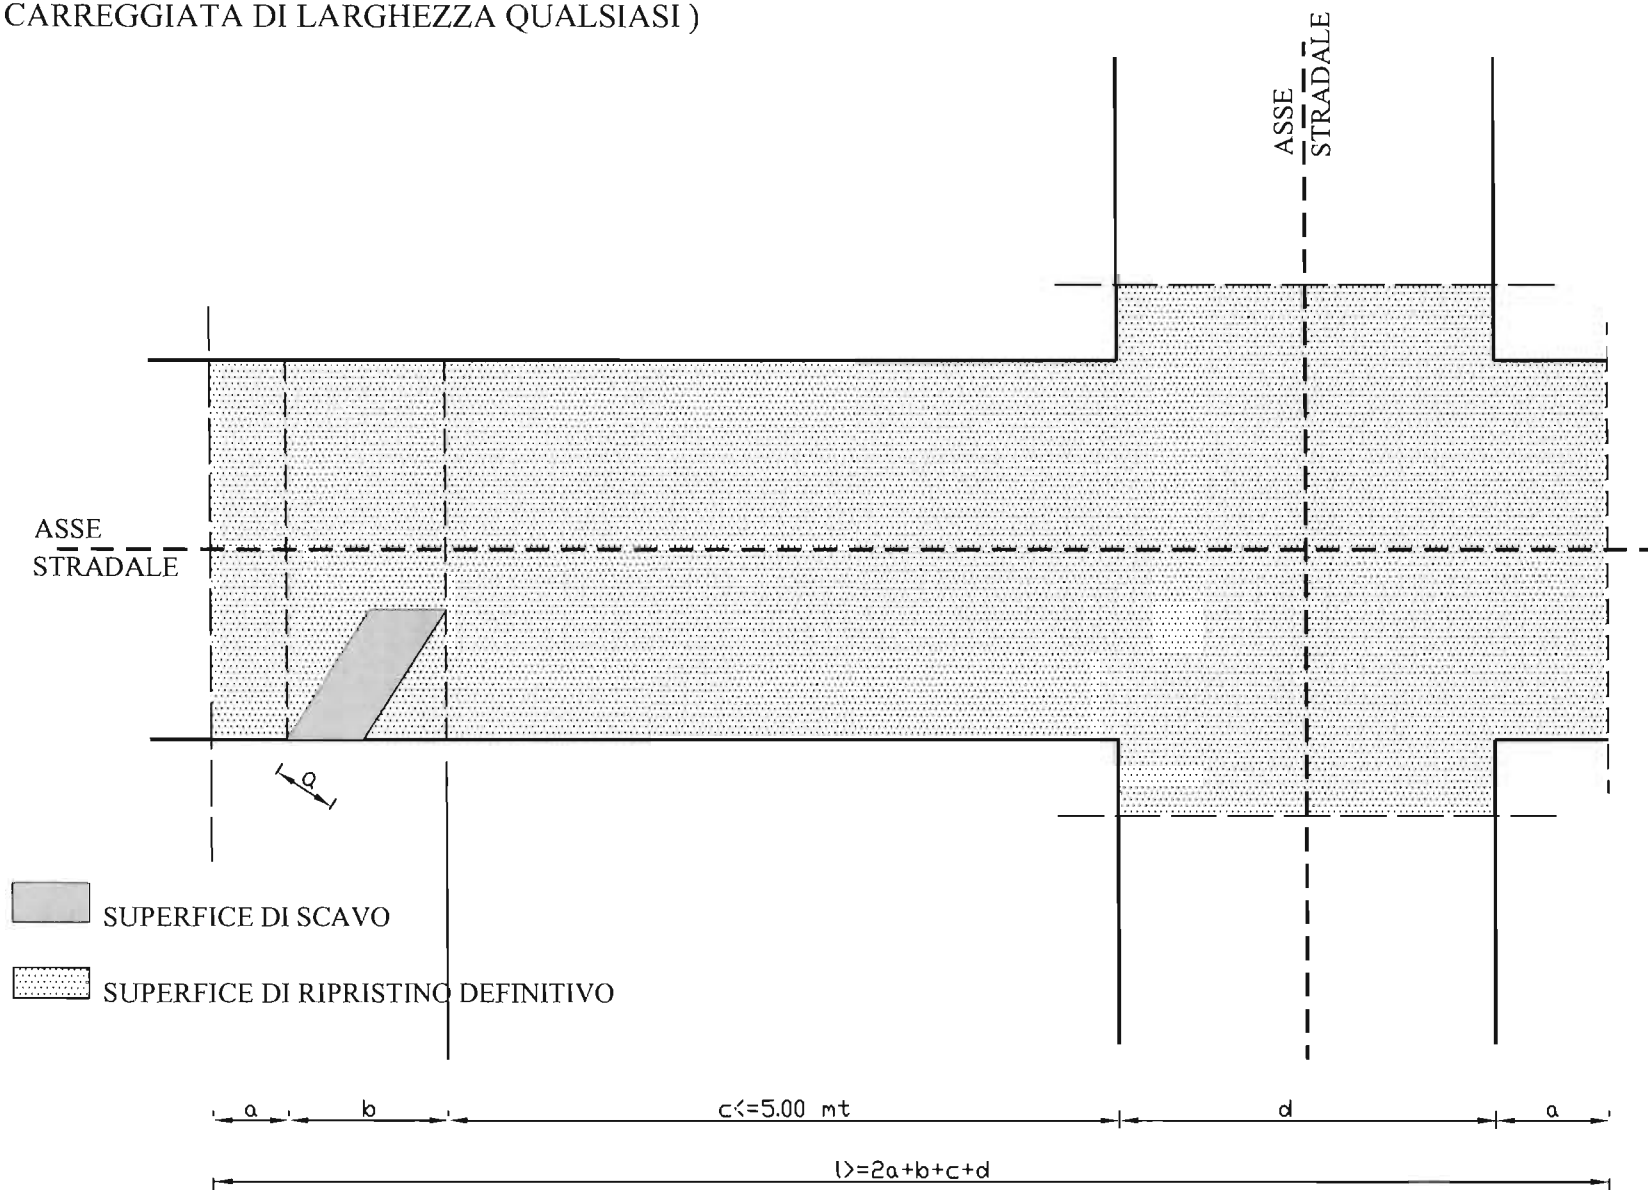 CARREGGIATA DI LARGHEZZA QUALSIASI )
ASSE
STRADALE
ASSE
STRADALE
a
SUPERFICE DI SCAVO
SUPERFICE DI RIPRISTINO DEFINITIVO
a b c<=5.00 mt d a
l>=2a+b+c+d